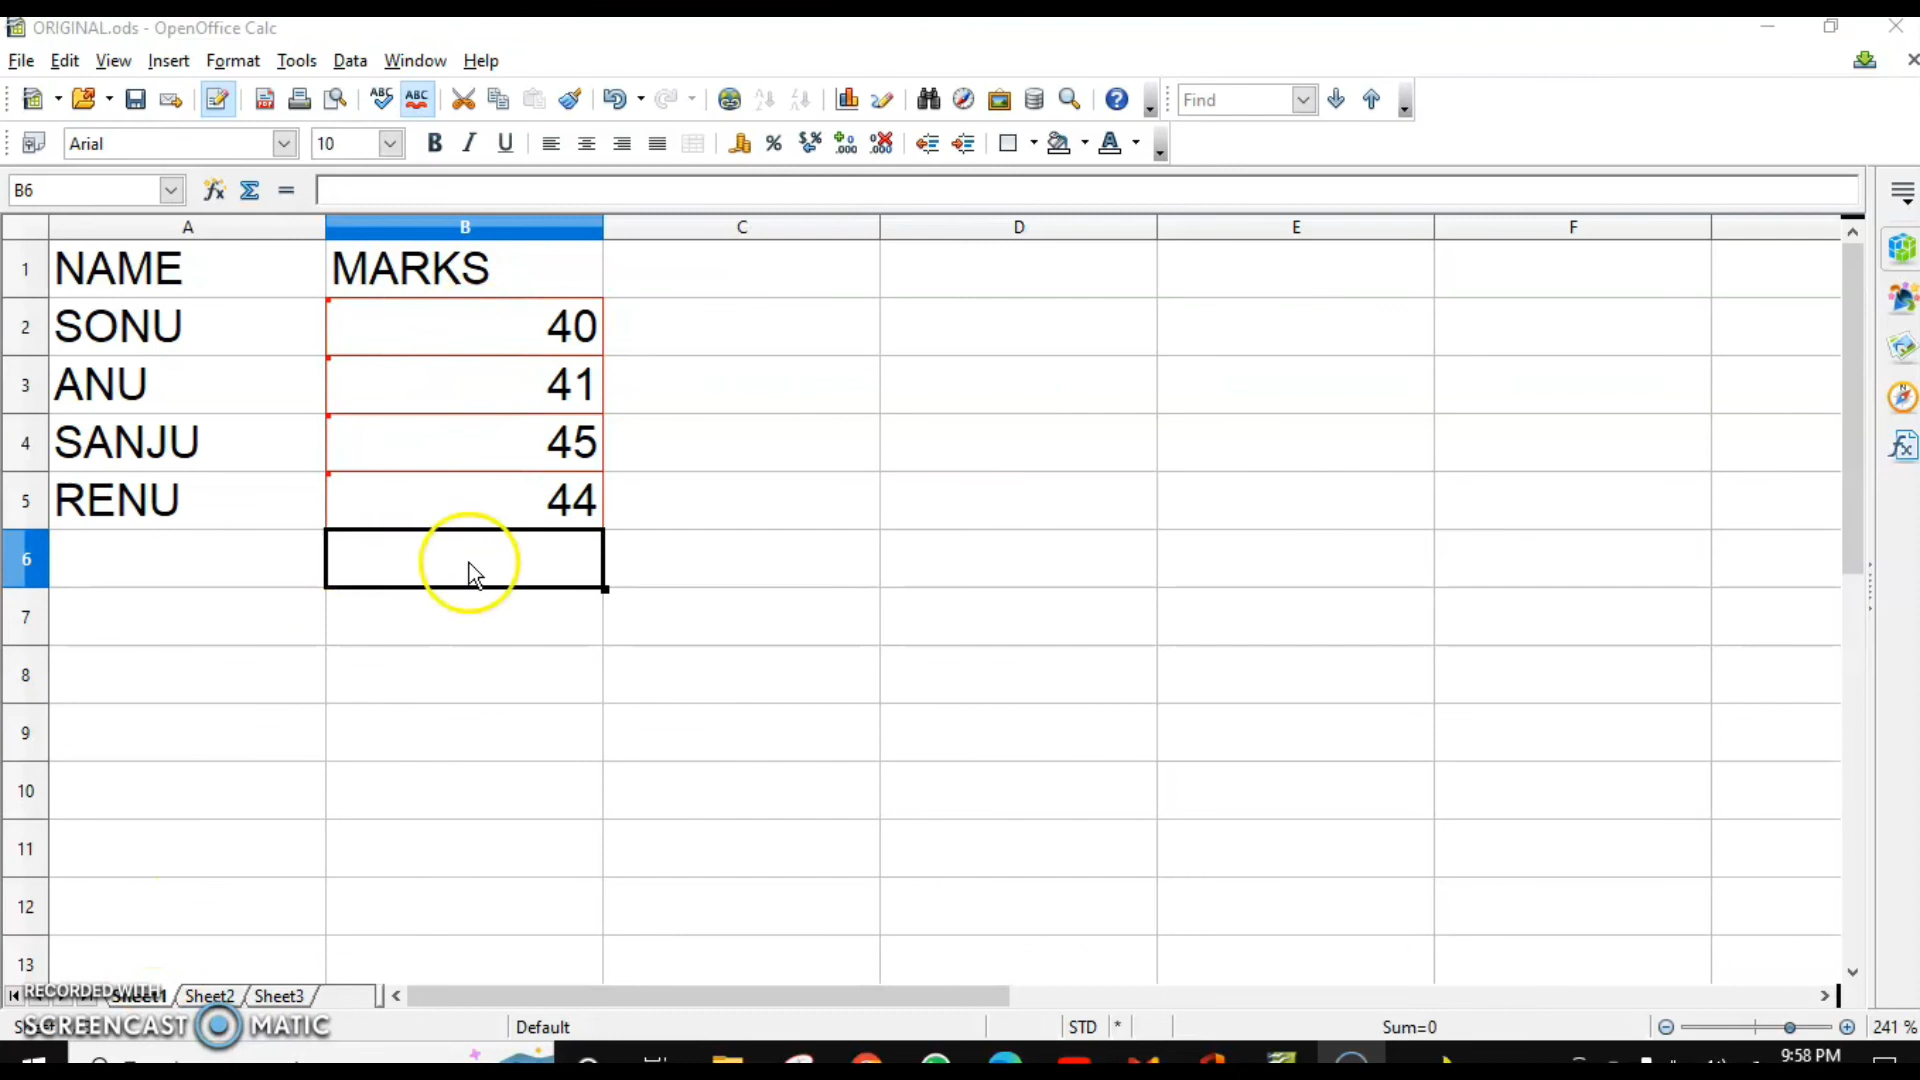 ORIGINAL.ods - OpenOffice Calc
File Edit View Insert Format Tools Data Window Help
Find
Arial 10
B6
A B C D E F
1 NAME MARKS
2 SONU 40
3 ANU 41
4 SANJU 45
5 RENU 44
6
7
8
9
10
11
12
13
RECORDED WITH
Sheet1 Sheet2 Sheet3
SCREENCAST MATIC
Default STD * Sum=0 241 %
9:58 PM